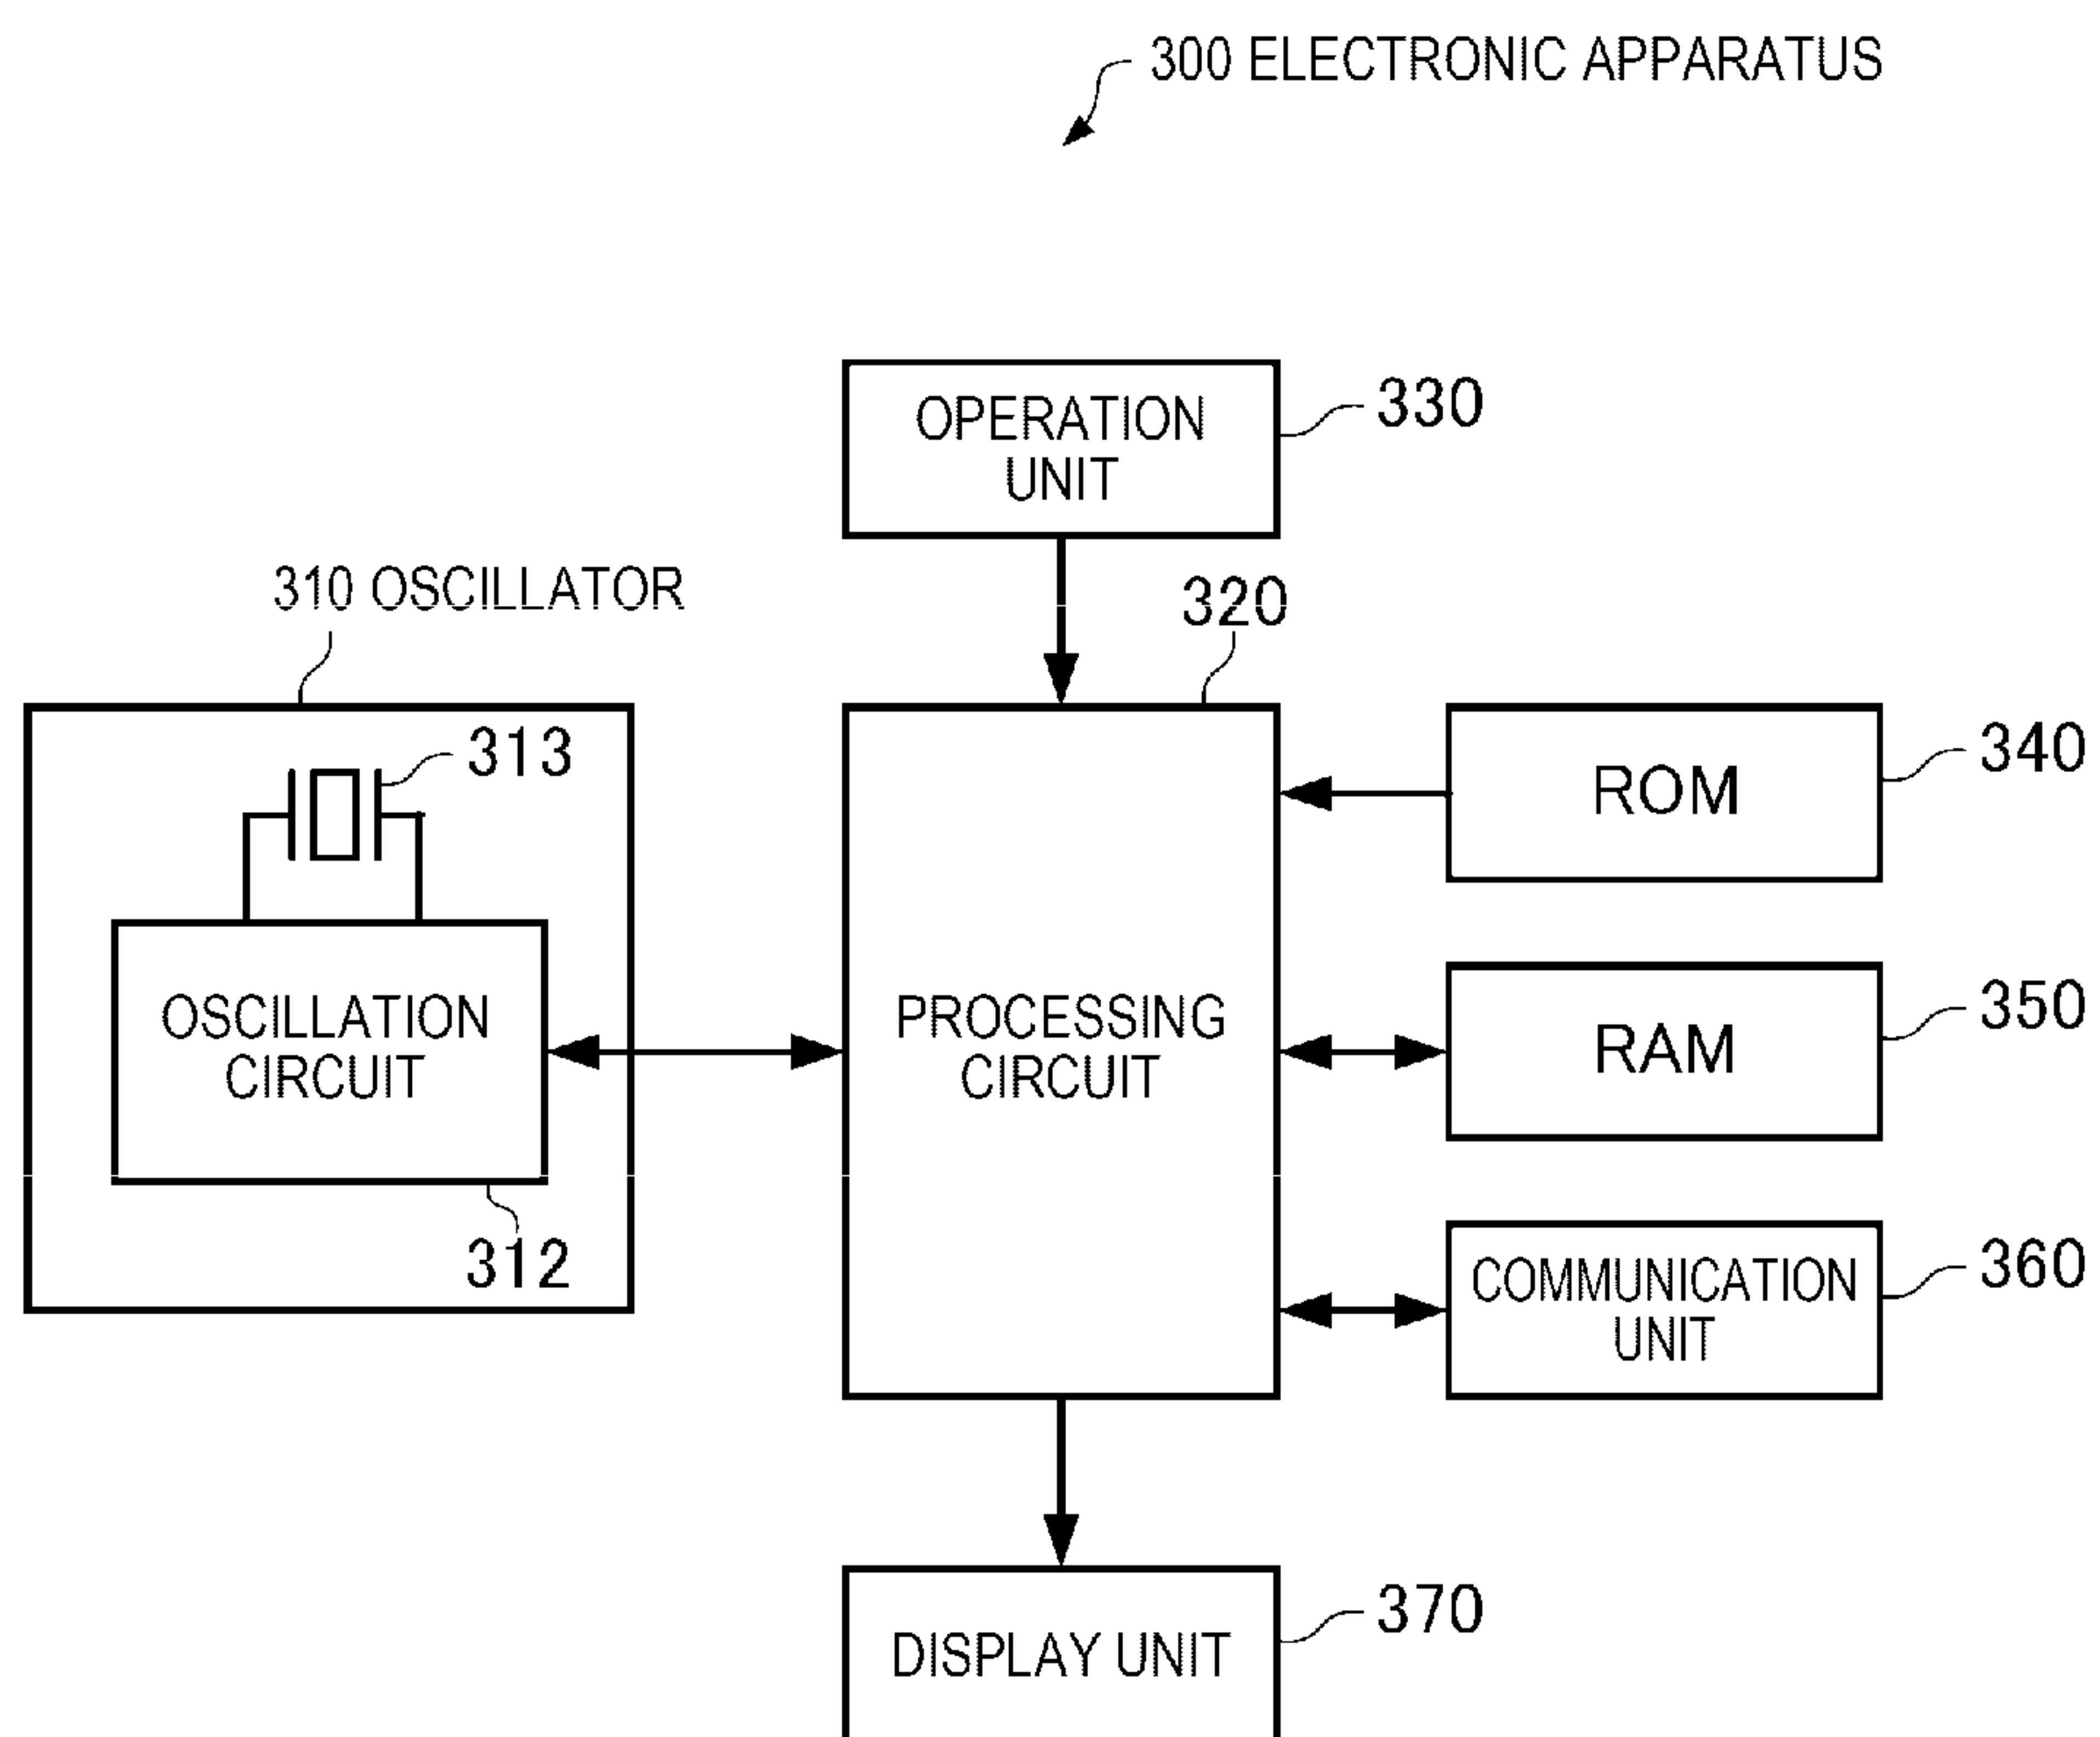 300 ELECTRONIC APPARATUS
OPERATION
UNIT
330
310 OSCILLATOR
320
313
ROM
340
OSCILLATION
CIRCUIT
312
PROCESSING
CIRCUIT
RAM
350
COMMUNICATION
UNIT
360
DISPLAY UNIT
370